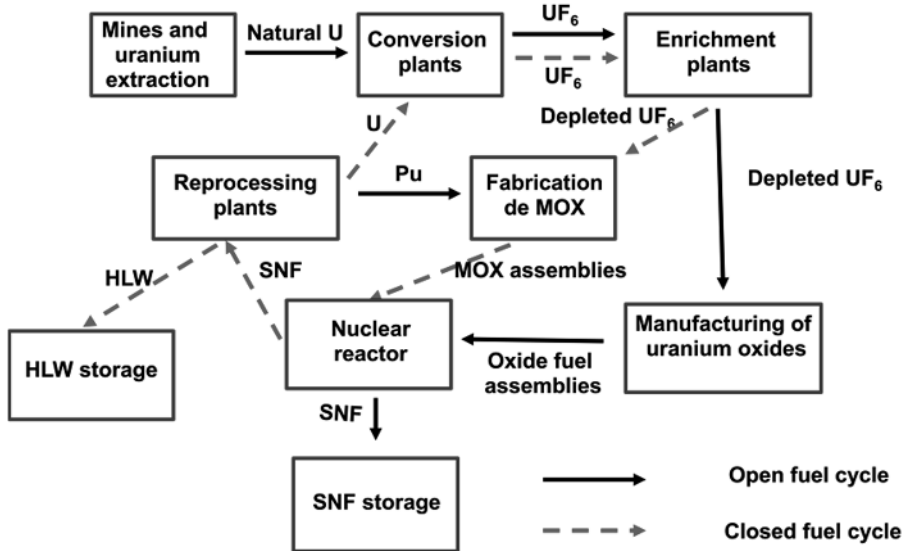 Mines and
uranium
extraction
Natural U
Conversion
plants
UF₆
UF₆
Enrichment
plants
U
Depleted UF₆
Depleted UF₆
Reprocessing
plants
Pu
Fabrication
de MOX
HLW
SNF
MOX assemblies
HLW storage
Nuclear
reactor
Oxide fuel
assemblies
Manufacturing of
uranium oxides
SNF
SNF storage
Open fuel cycle
Closed fuel cycle